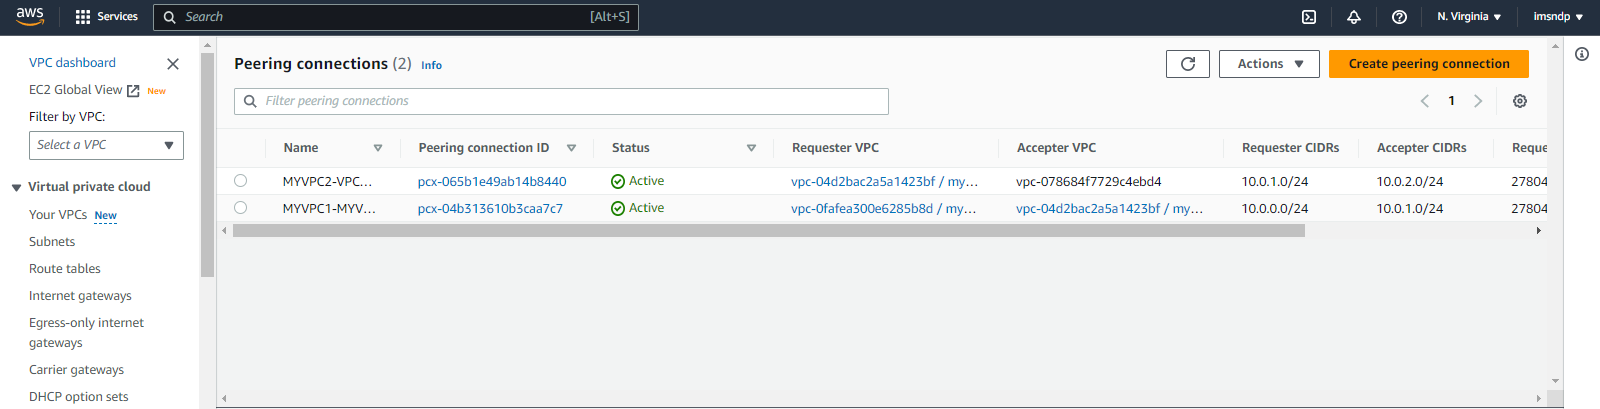 aws Services Search [Alt+S] N. Virginia imsndp
VPC dashboard
EC2 Global View New
Filter by VPC:
Select a VPC
Virtual private cloud
Your VPCs New
Subnets
Route tables
Internet gateways
Egress-only internet
gateways
Carrier gateways
DHCP option sets
Peering connections (2) Info Actions Create peering connection
Filter peering connections 1
Name Peering connection ID Status Requester VPC Accepter VPC Requester CIDRs Accepter CIDRs Reque
MYVPC2-VPC... pcx-065b1e49ab14b8440 Active vpc-04d2bac2a5a1423bf / my... vpc-078684f7729c4ebd4 10.0.1.0/24 10.0.2.0/24 27804
MYVPC1-MYV... pcx-04b313610b3caa7c7 Active vpc-0fafea300e6285b8d / my... vpc-04d2bac2a5a1423bf / my... 10.0.0.0/24 10.0.1.0/24 27804